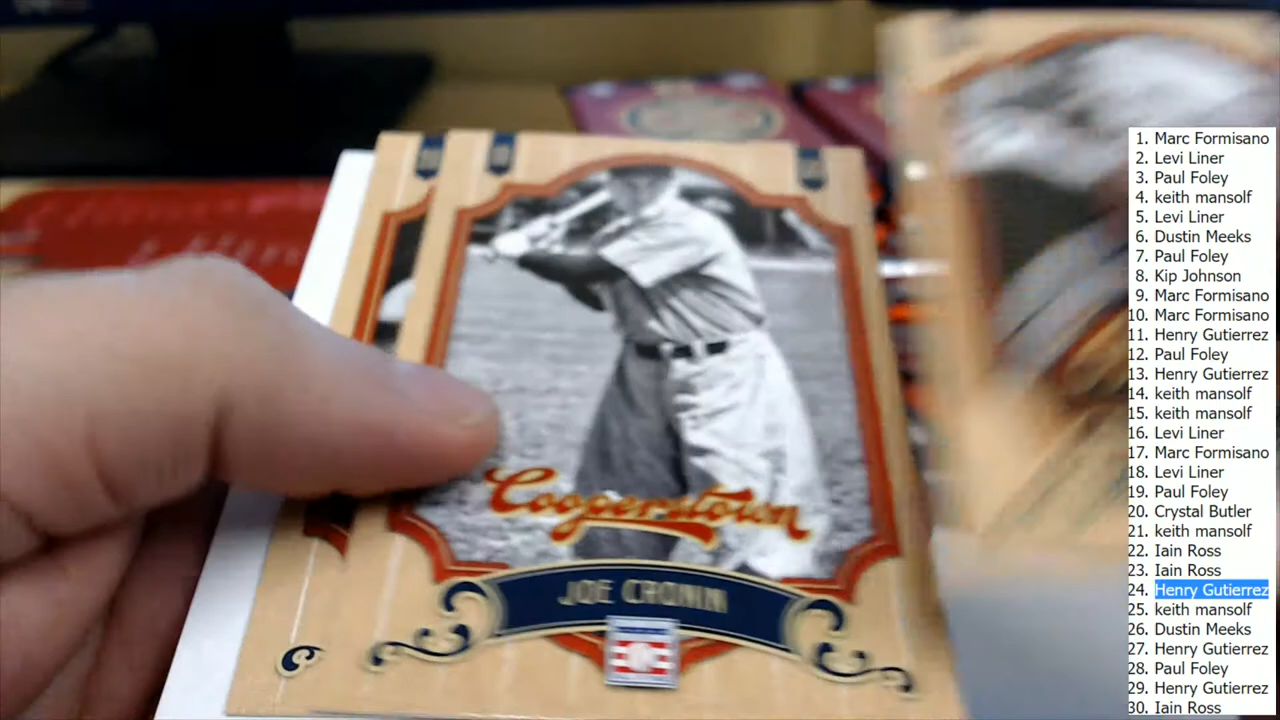 Cooperstown
JOE CRONIN
1. Marc Formisano
2. Levi Liner
3. Paul Foley
4. keith mansolf
5. Levi Liner
6. Dustin Meeks
7. Paul Foley
8. Kip Johnson
9. Marc Formisano
10. Marc Formisano
11. Henry Gutierrez
12. Paul Foley
13. Henry Gutierrez
14. keith mansolf
15. keith mansolf
16. Levi Liner
17. Marc Formisano
18. Levi Liner
19. Paul Foley
20. Crystal Butler
21. keith mansolf
22. Iain Ross
23. Iain Ross
24. Henry Gutierrez
25. keith mansolf
26. Dustin Meeks
27. Henry Gutierrez
28. Paul Foley
29. Henry Gutierrez
30. Iain Ross